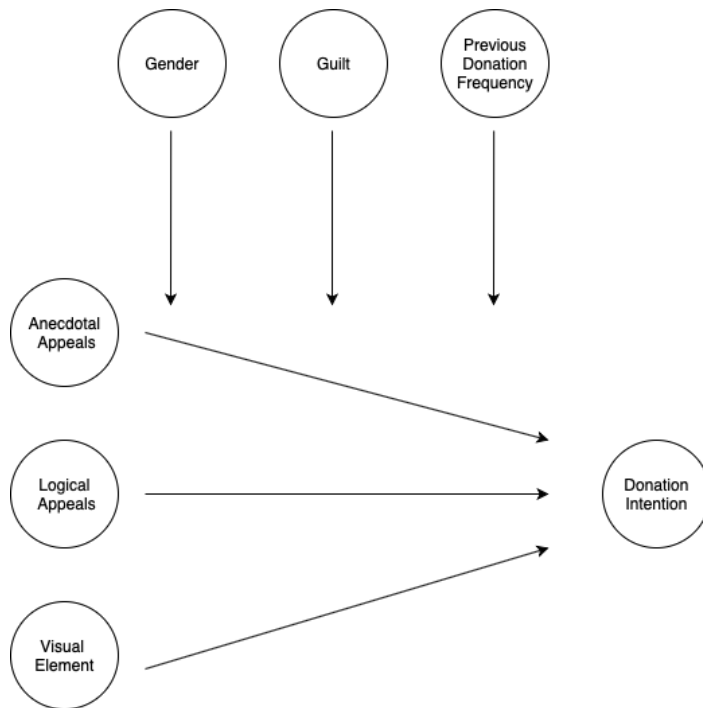 Gender
Guilt
Previous
Donation
Frequency
Anecdotal
Appeals
Logical
Appeals
Donation
Intention
Visual
Element